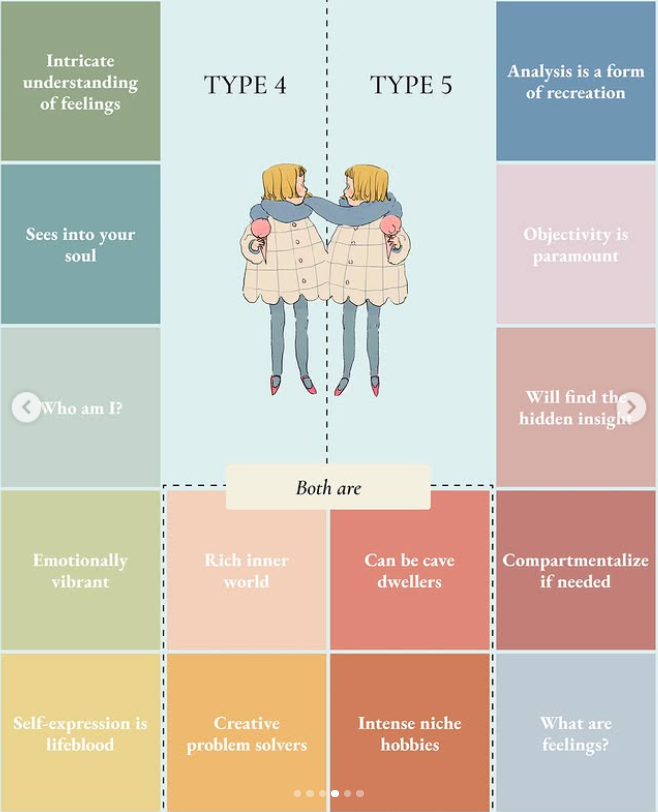 Intricate
understanding
of feelings
TYPE 4
TYPE 5
Analysis is a form
of recreation
Sees into your
soul
Objectivity is
paramount
Who am I?
Will find the
hidden insight
Both are
Emotionally
vibrant
Rich inner
world
Can be cave
dwellers
Compartmentalize
if needed
Self-expression is
lifeblood
Creative
problem solvers
Intense niche
hobbies
What are
feelings?